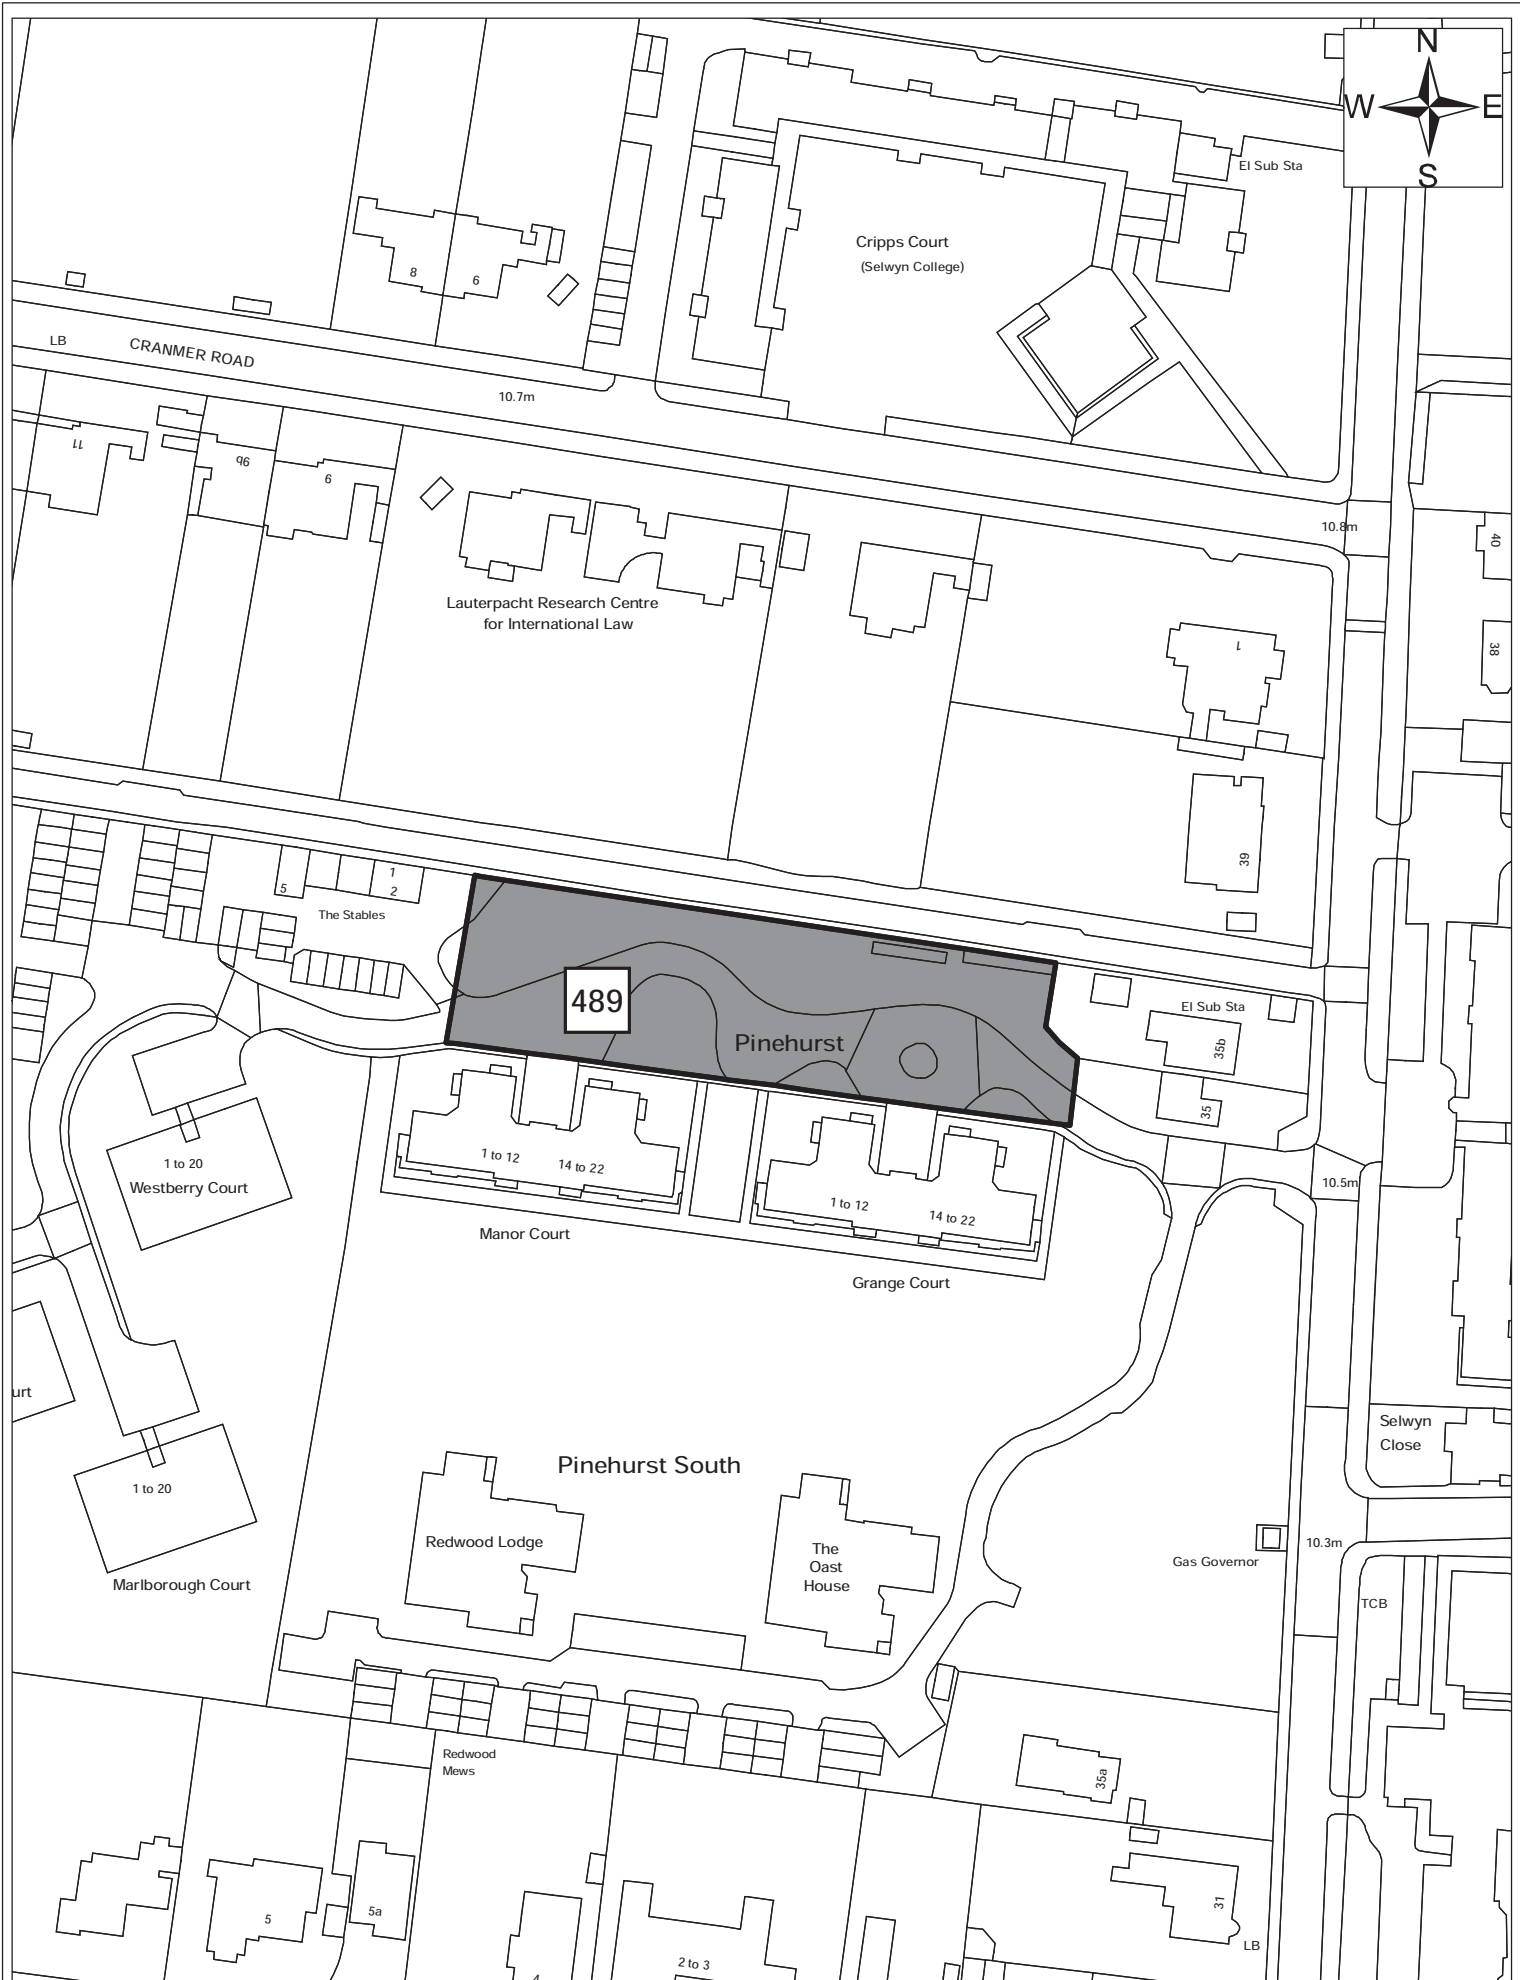 N
W E
S
El Sub Sta
Cripps Court
(Selwyn College)
8
6
LB
CRANMER ROAD
10.7m
11
9b
9
10.8m
40
Lauterpacht Research Centre
for International Law
1
38
39
1
2
5
The Stables
489
Pinehurst
El Sub Sta
35b
35
1 to 12
14 to 22
1 to 20
Westberry Court
10.5m
1 to 12
14 to 22
Manor Court
Grange Court
urt
Selwyn
Close
Pinehurst South
1 to 20
Redwood Lodge
The
Oast
House
10.3m
Gas Governor
Marlborough Court
TCB
Redwood
Mews
35a
31
5
5a
LB
2 to 3
4